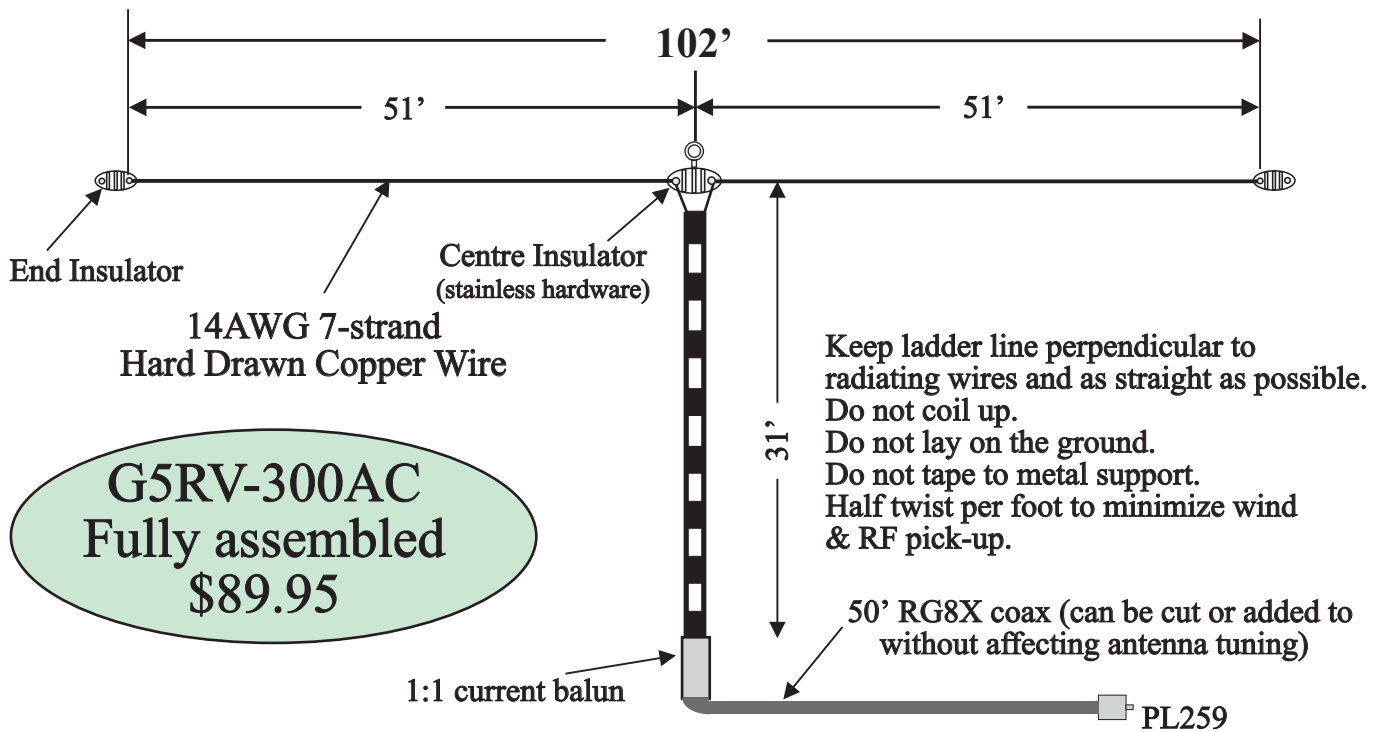 102’
51’
51’
End Insulator
Centre Insulator
(stainless hardware)
14AWG 7-strand
Hard Drawn Copper Wire
31’
Keep ladder line perpendicular to
radiating wires and as straight as possible.
Do not coil up.
Do not lay on the ground.
Do not tape to metal support.
Half twist per foot to minimize wind
& RF pick-up.
G5RV-300AC
Fully assembled
$89.95
50’ RG8X coax (can be cut or added to
without affecting antenna tuning)
1:1 current balun
PL259